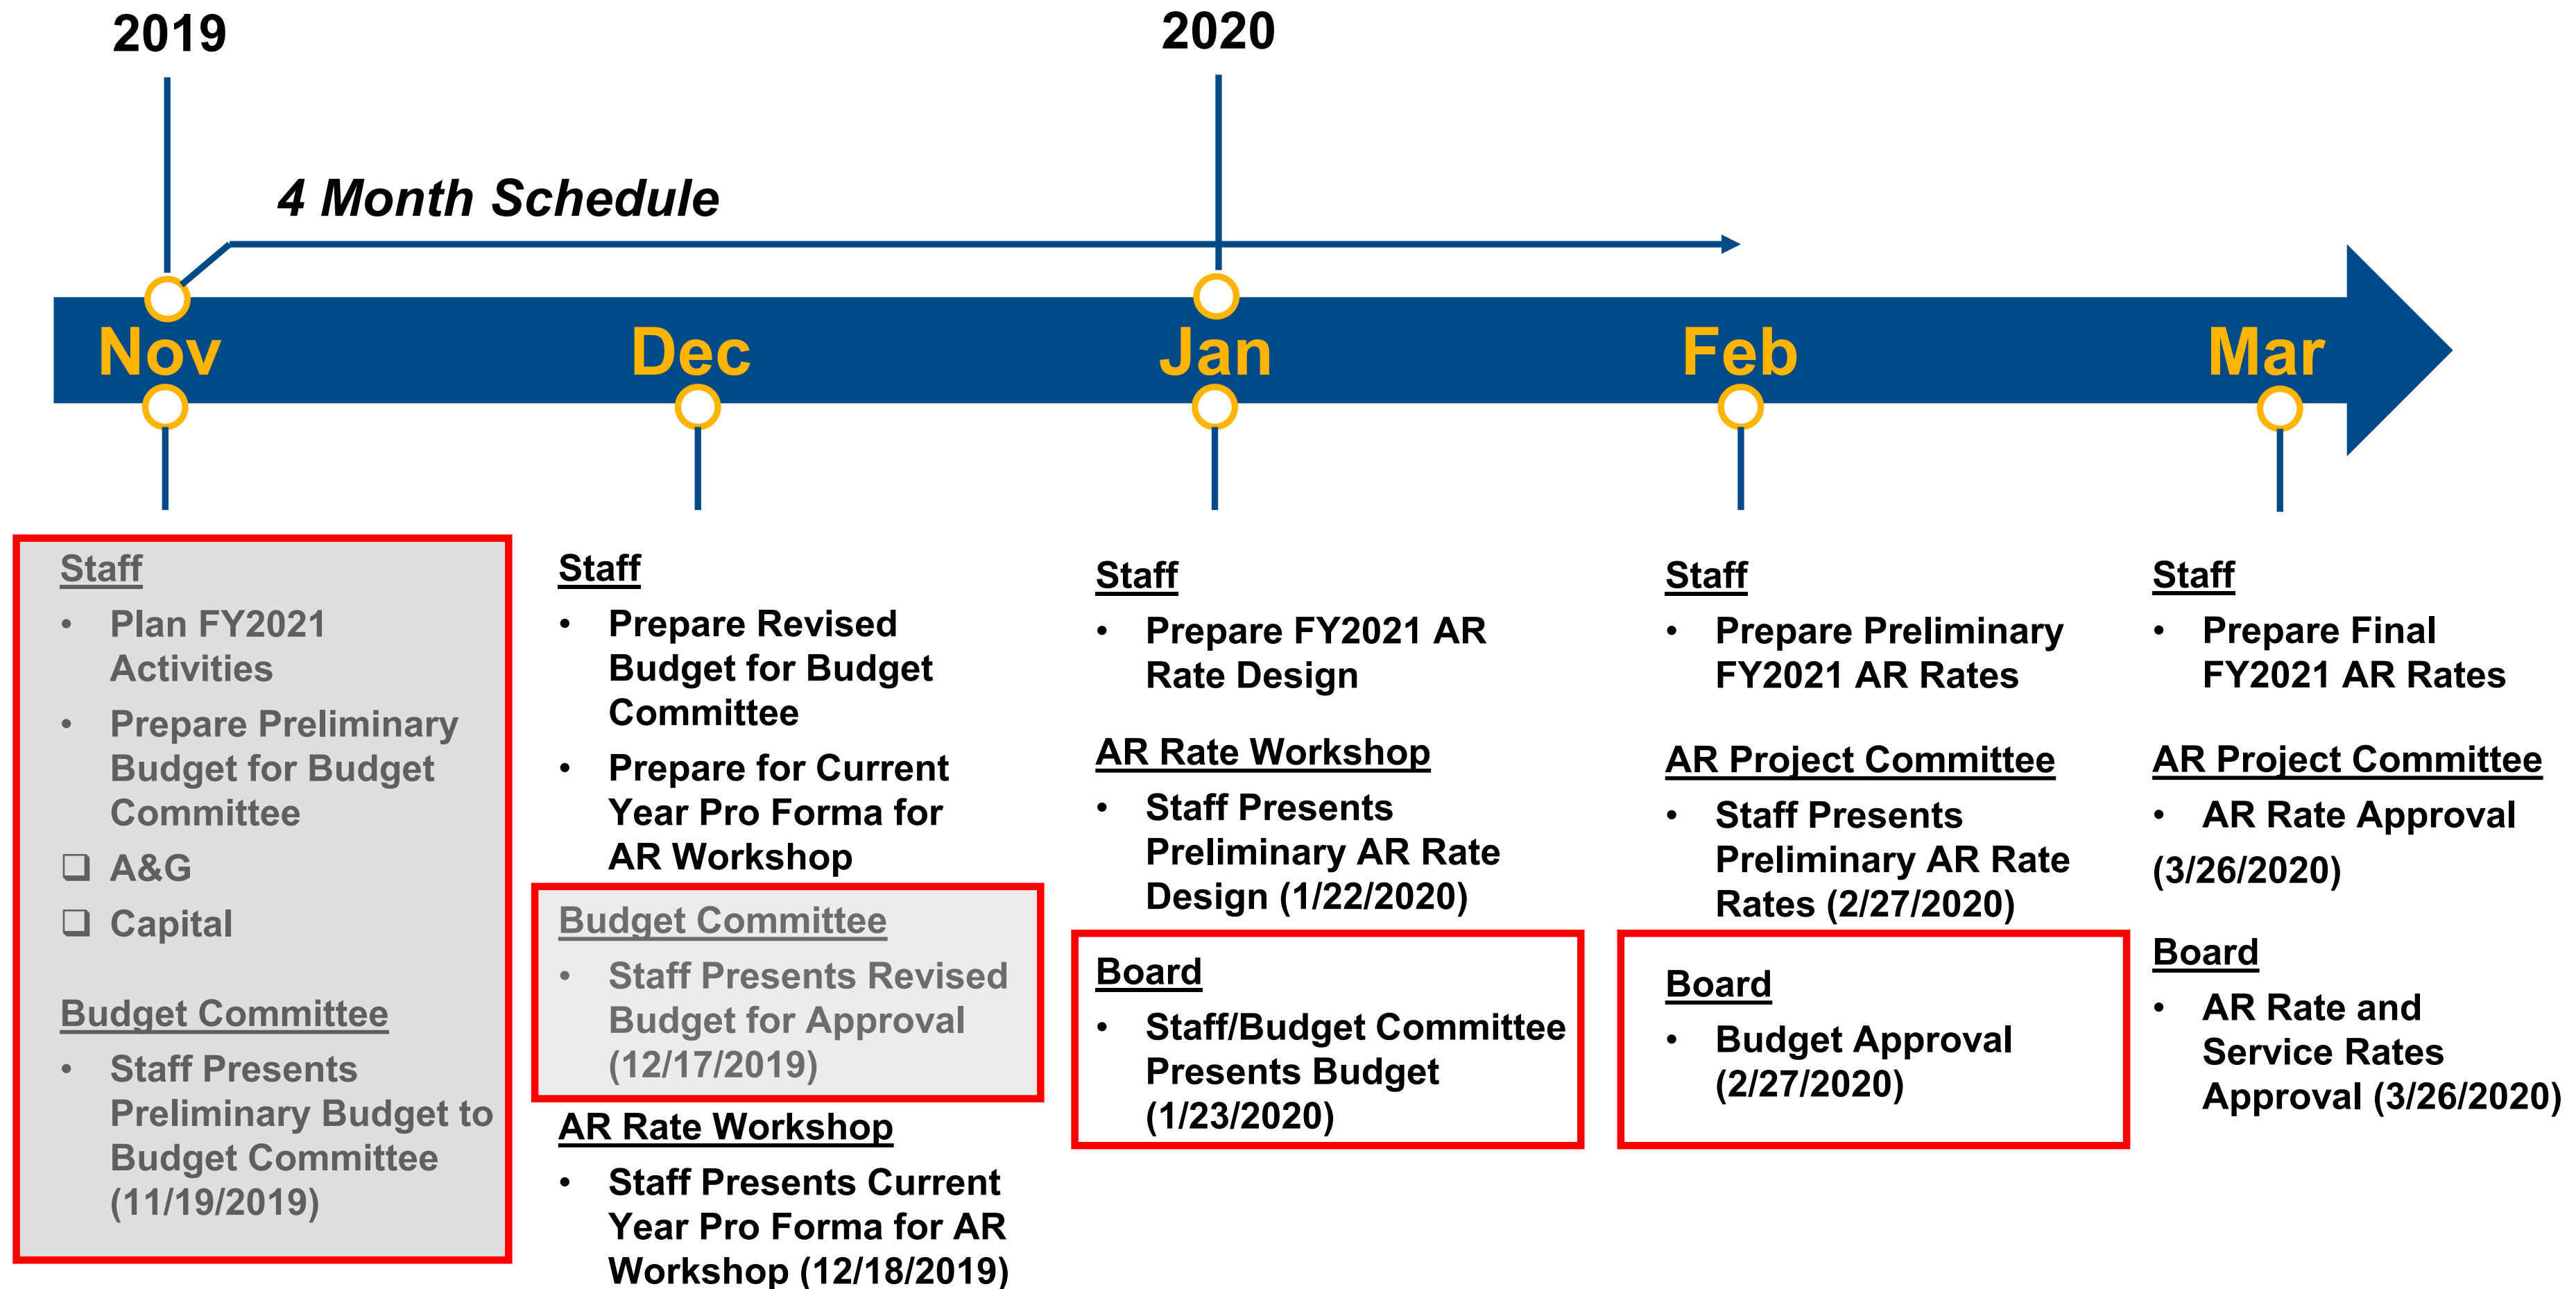 2019
2020
4 Month Schedule
Nov
Dec
Jan
Feb
Mar
Staff
• Plan FY2021
Activities
• Prepare Preliminary
Budget for Budget
Committee
❑ A&G
❑ Capital
Budget Committee
• Staff Presents
Preliminary Budget to
Budget Committee
(11/19/2019)
Staff
• Prepare Revised
Budget for Budget
Committee
• Prepare for Current
Year Pro Forma for
AR Workshop
Budget Committee
• Staff Presents Revised
Budget for Approval
(12/17/2019)
AR Rate Workshop
• Staff Presents Current
Year Pro Forma for AR
Workshop (12/18/2019)
Staff
• Prepare FY2021 AR
Rate Design
AR Rate Workshop
• Staff Presents
Preliminary AR Rate
Design (1/22/2020)
Board
• Staff/Budget Committee
Presents Budget
(1/23/2020)
Staff
• Prepare Preliminary
FY2021 AR Rates
AR Project Committee
• Staff Presents
Preliminary AR Rate
Rates (2/27/2020)
Board
• Budget Approval
(2/27/2020)
Staff
• Prepare Final
FY2021 AR Rates
AR Project Committee
• AR Rate Approval
(3/26/2020)
Board
• AR Rate and
Service Rates
Approval (3/26/2020)